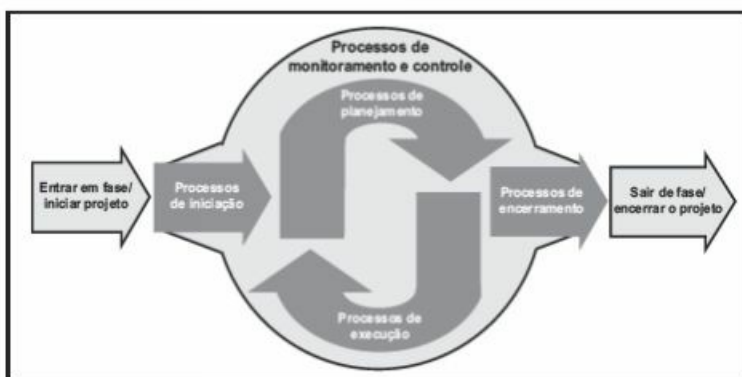 Processos de
monitoramento e controle
Processos de
planejamento
Entrar em fase/
iniciar projeto
Processos
de iniciação
Processos de
encerramento
Sair de fase/
encerrar o projeto
Processos de
execução